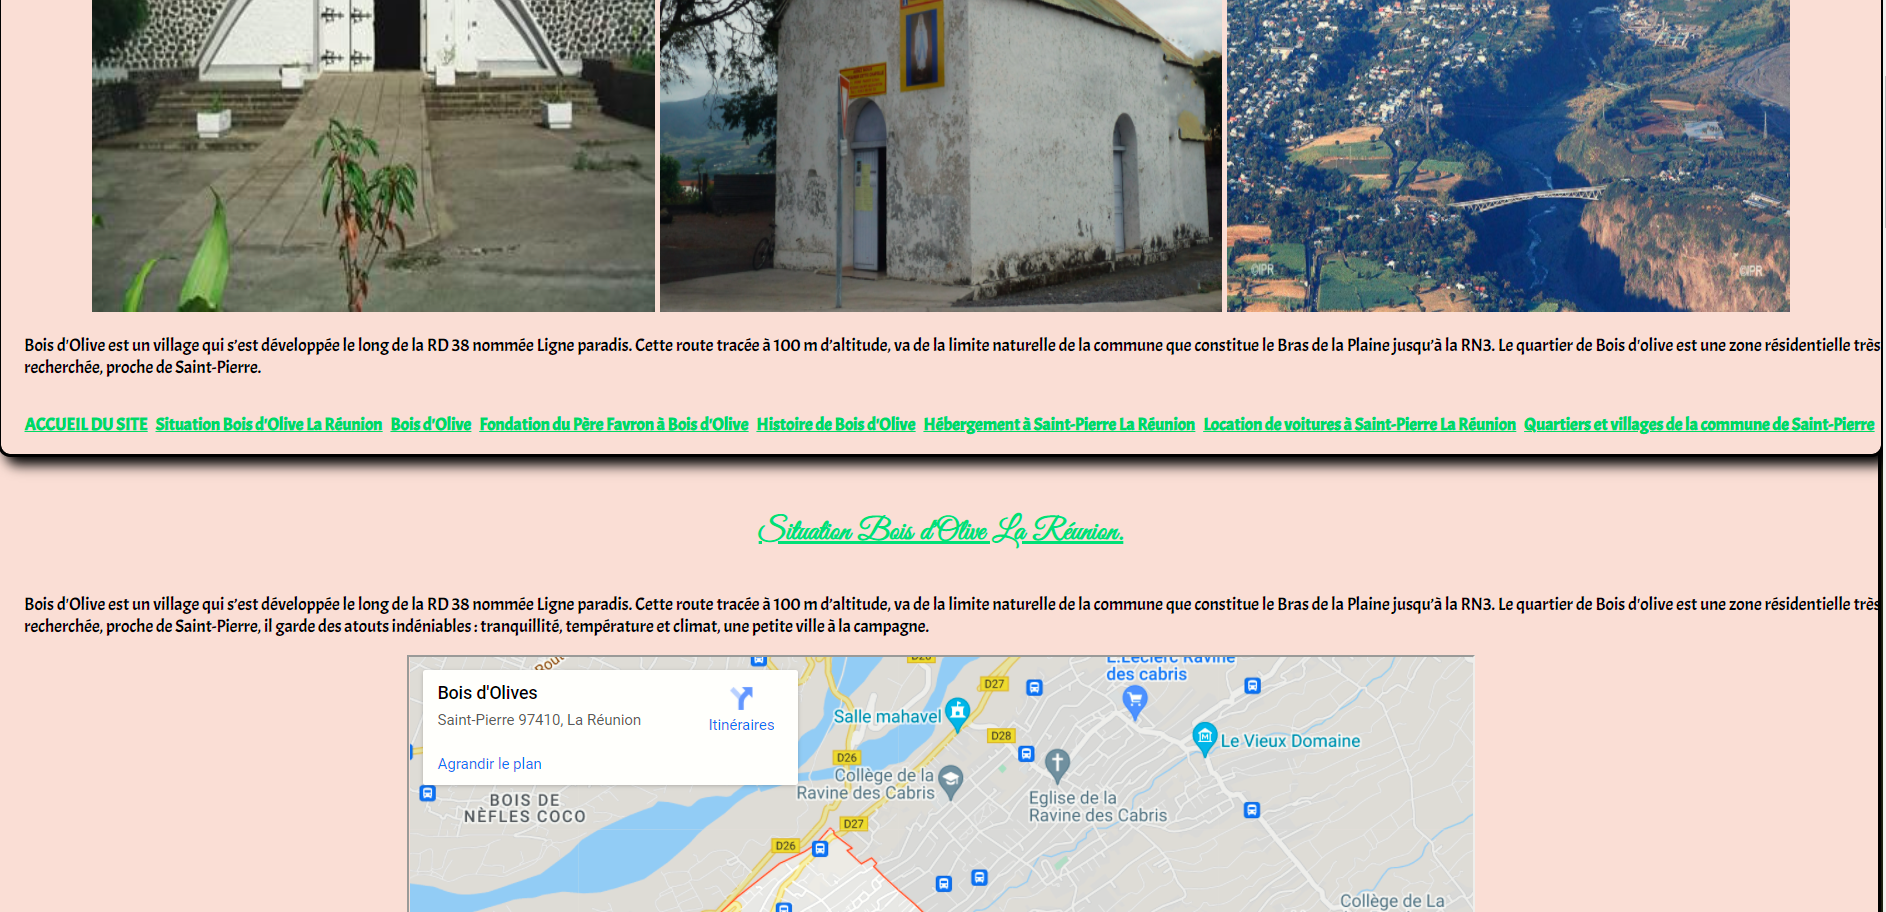 ©IPR
©IPR
Bois d'Olive est un village qui s’est développée le long de la RD 38 nommée Ligne paradis. Cette route tracée à 100 m d’altitude, va de la limite naturelle de la commune que constitue le Bras de la Plaine jusqu’à la RN3. Le quartier de Bois d'olive est une zone résidentielle très
recherchée, proche de Saint-Pierre.
ACCUEIL DU SITE Situation Bois d'Olive La Réunion Bois d'Olive Fondation du Père Favron à Bois d'Olive Histoire de Bois d'Olive Hébergement à Saint-Pierre La Réunion Location de voitures à Saint-Pierre La Réunion Quartiers et villages de la commune de Saint-Pierre
Situation Bois d'Olive La Réunion.
Bois d'Olive est un village qui s’est développée le long de la RD 38 nommée Ligne paradis. Cette route tracée à 100 m d’altitude, va de la limite naturelle de la commune que constitue le Bras de la Plaine jusqu’à la RN3. Le quartier de Bois d'olive est une zone résidentielle très
recherchée, proche de Saint-Pierre, il garde des atouts indéniables : tranquillité, température et climat, une petite ville à la campagne.
Bois d'Olives
Saint-Pierre 97410, La Réunion
Itinéraires
Agrandir le plan
BOIS DE
NÈFLES COCO
E.Leclerc Ravine
des cabris
D27
Salle mahavel
D28
Le Vieux Domaine
D26
Collège de la
Ravine des Cabris
Eglise de la
Ravine des Cabris
D27
D26
Collège de La